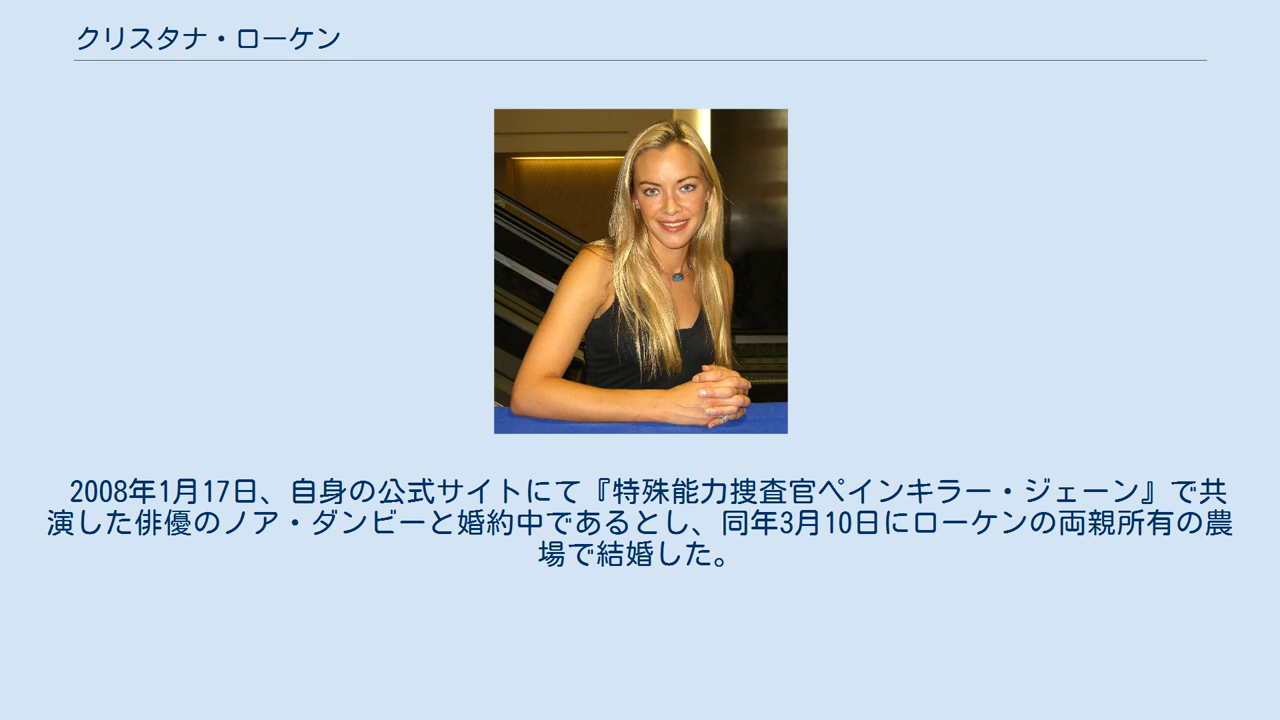 クリスタナ・ローケン
2008年1月17日、自身の公式サイトにて『特殊能力捜査官ペインキラー・ジェーン』で共
演した俳優のノア・ダンビーと婚約中であるとし、同年3月10日にローケンの両親所有の農
場で結婚した。